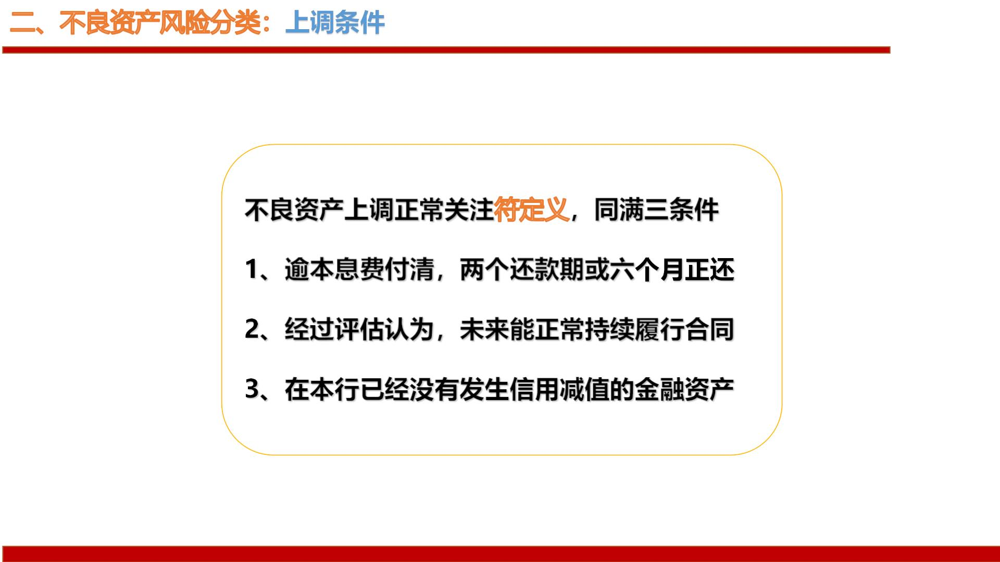 二、不良资产风险分类：上调条件
不良资产上调正常关注符定义，同满三条件
1、逾本息费付清，两个还款期或六个月正还
2、经过评估认为，未来能正常持续履行合同
3、在本行已经没有发生信用减值的金融资产